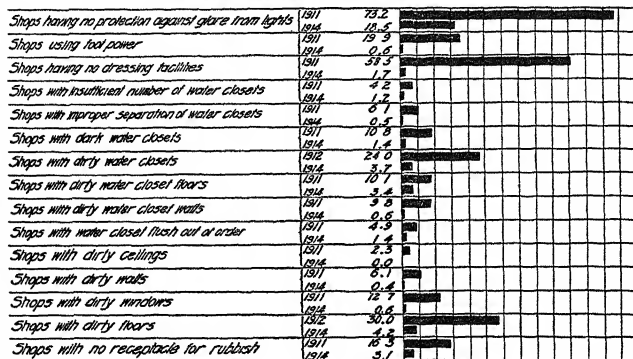 Shops having no protection against glare from lights 1911 73.2
1914 18.5
Shops using foot power 1911 19 9
1914 0.6
Shops having no dressing facilities 1911 58.5
1914 1.7
Shops with insufficient number of water closets 1911 4 2
1914 1.2
Shops with improper separation of water closets 1911 6 1
1914 0.5
Shops with dark water closets 1911 10 8
1914 1.4
Shops with dirty water closets 1912 24 0
1914 3.7
Shops with dirty water closet floors 1911 10 1
1914 3.4
Shops with dirty water closet walls 1911 9 8
1914 0.6
Shops with water closet flush out of order 1911 4.9
1914 1 4
Shops with dirty ceilings 1911 2.3
1914 0.0
Shops with dirty walls 1911 6.1
1914 0.4
Shops with dirty windows 1911 12 7
1914 0.6
Shops with dirty floors 1912 30.0
1914 4.2
Shops with no receptacle for rubbish 1911 16 3
1914 3.1